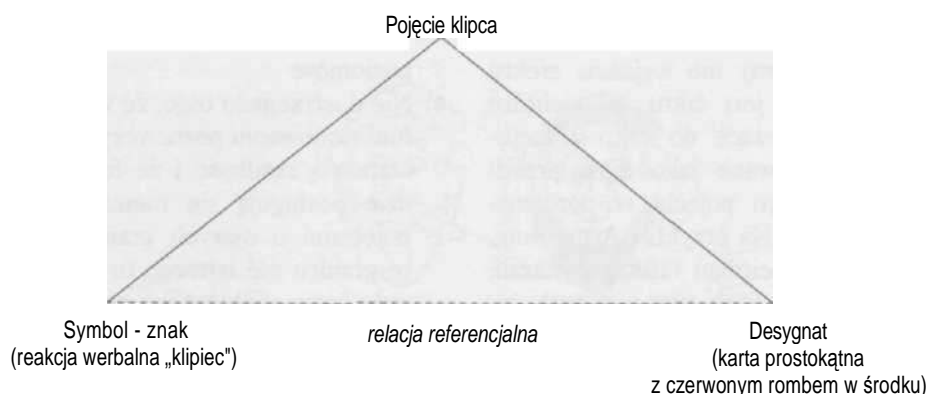 Pojęcie klipca
Symbol - znak
(reakcja werbalna „klipiec")
relacja referencjalna
Desygnat
(karta prostokątna
z czerwonym rombem w środku)